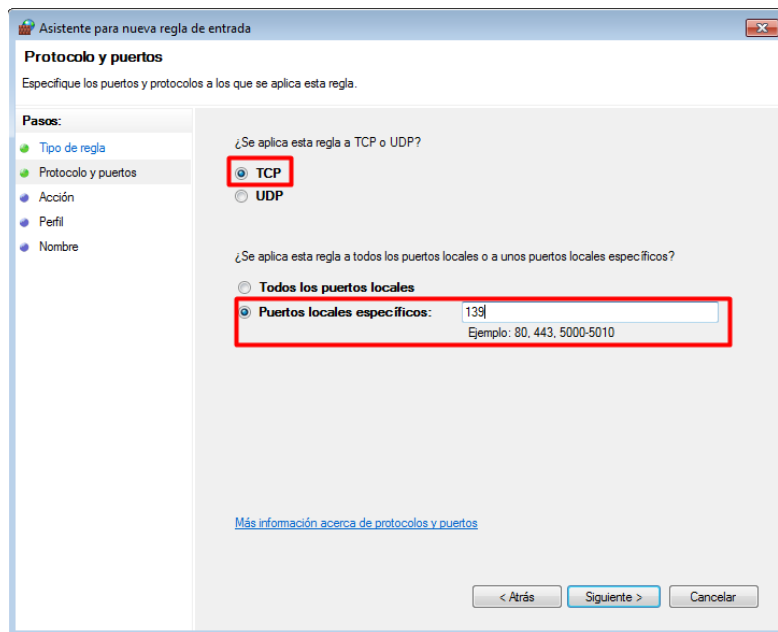 Asistente para nueva regla de entrada
Protocolo y puertos
Especifique los puertos y protocolos a los que se aplica esta regla.
Pasos:
Tipo de regla
Protocolo y puertos
Acción
Perfil
Nombre
¿Se aplica esta regla a TCP o UDP?
TCP
UDP
¿Se aplica esta regla a todos los puertos locales o a unos puertos locales específicos?
Todos los puertos locales
Puertos locales específicos: 139
Ejemplo: 80, 443, 5000-5010
Más información acerca de protocolos y puertos
< Atrás Siguiente > Cancelar